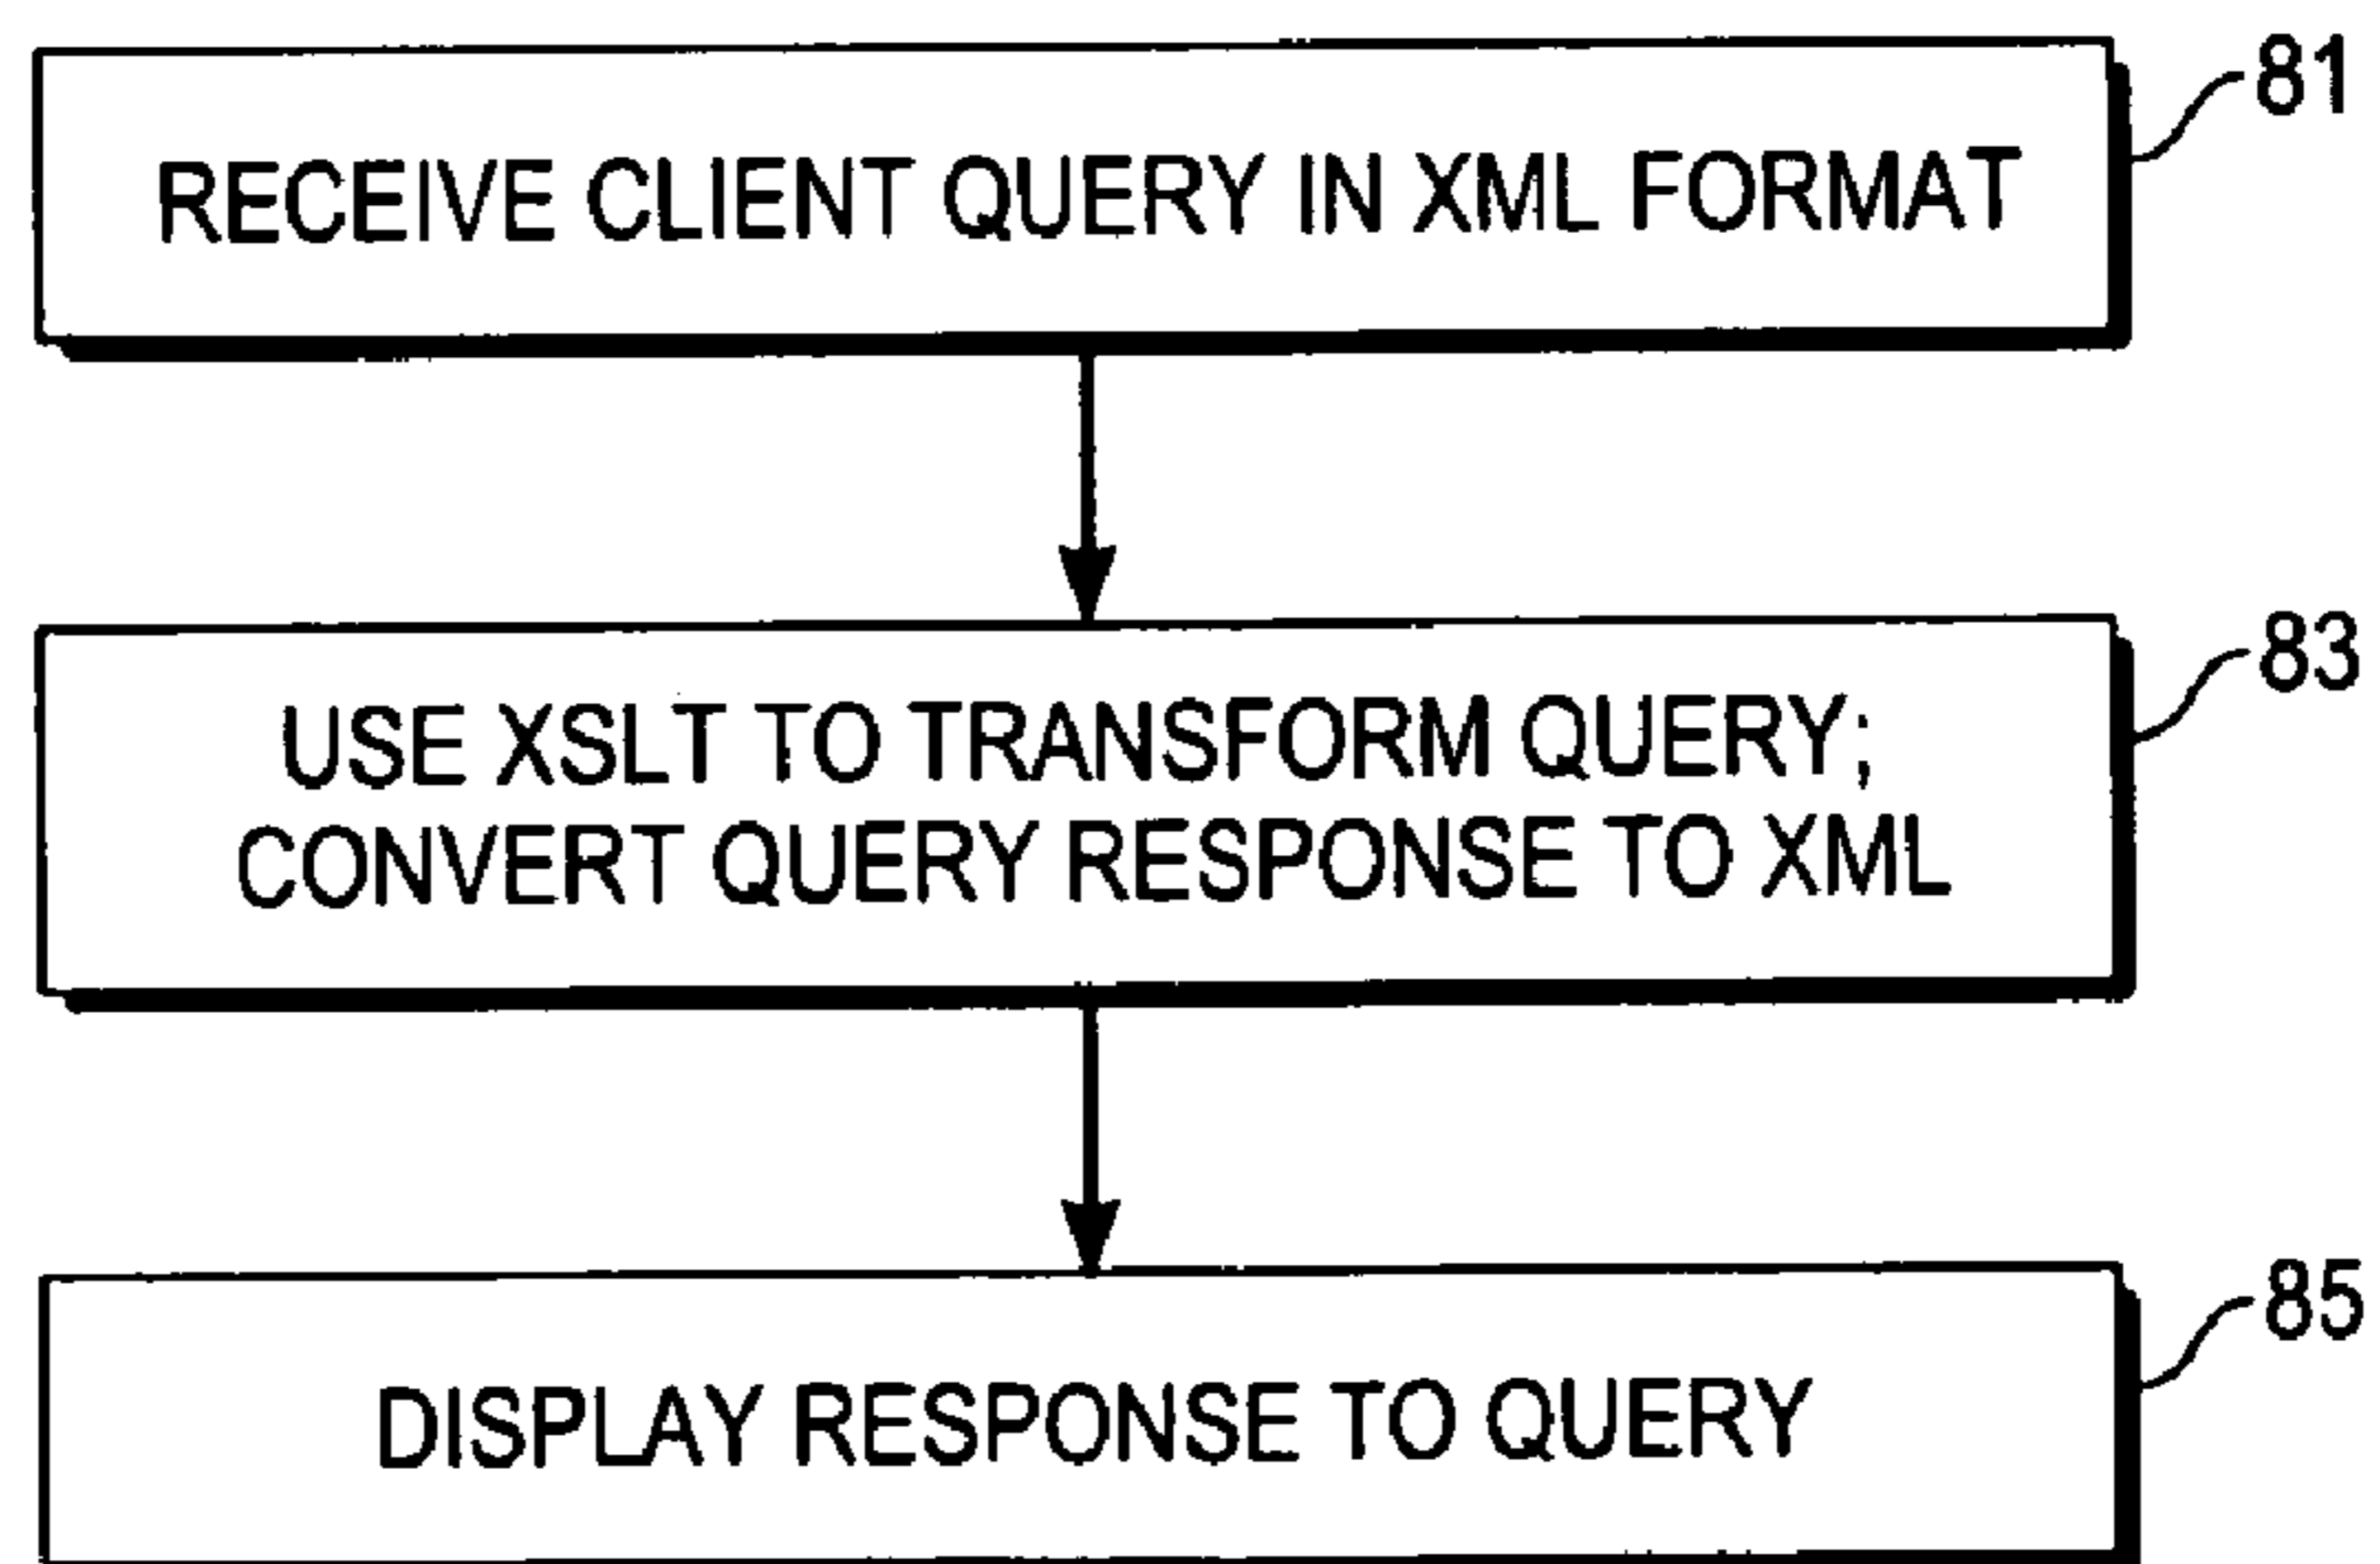 81
RECEIVE CLIENT QUERY IN XML FORMAT
83
USE XSLT TO TRANSFORM QUERY;
CONVERT QUERY RESPONSE TO XML
85
DISPLAY RESPONSE TO QUERY